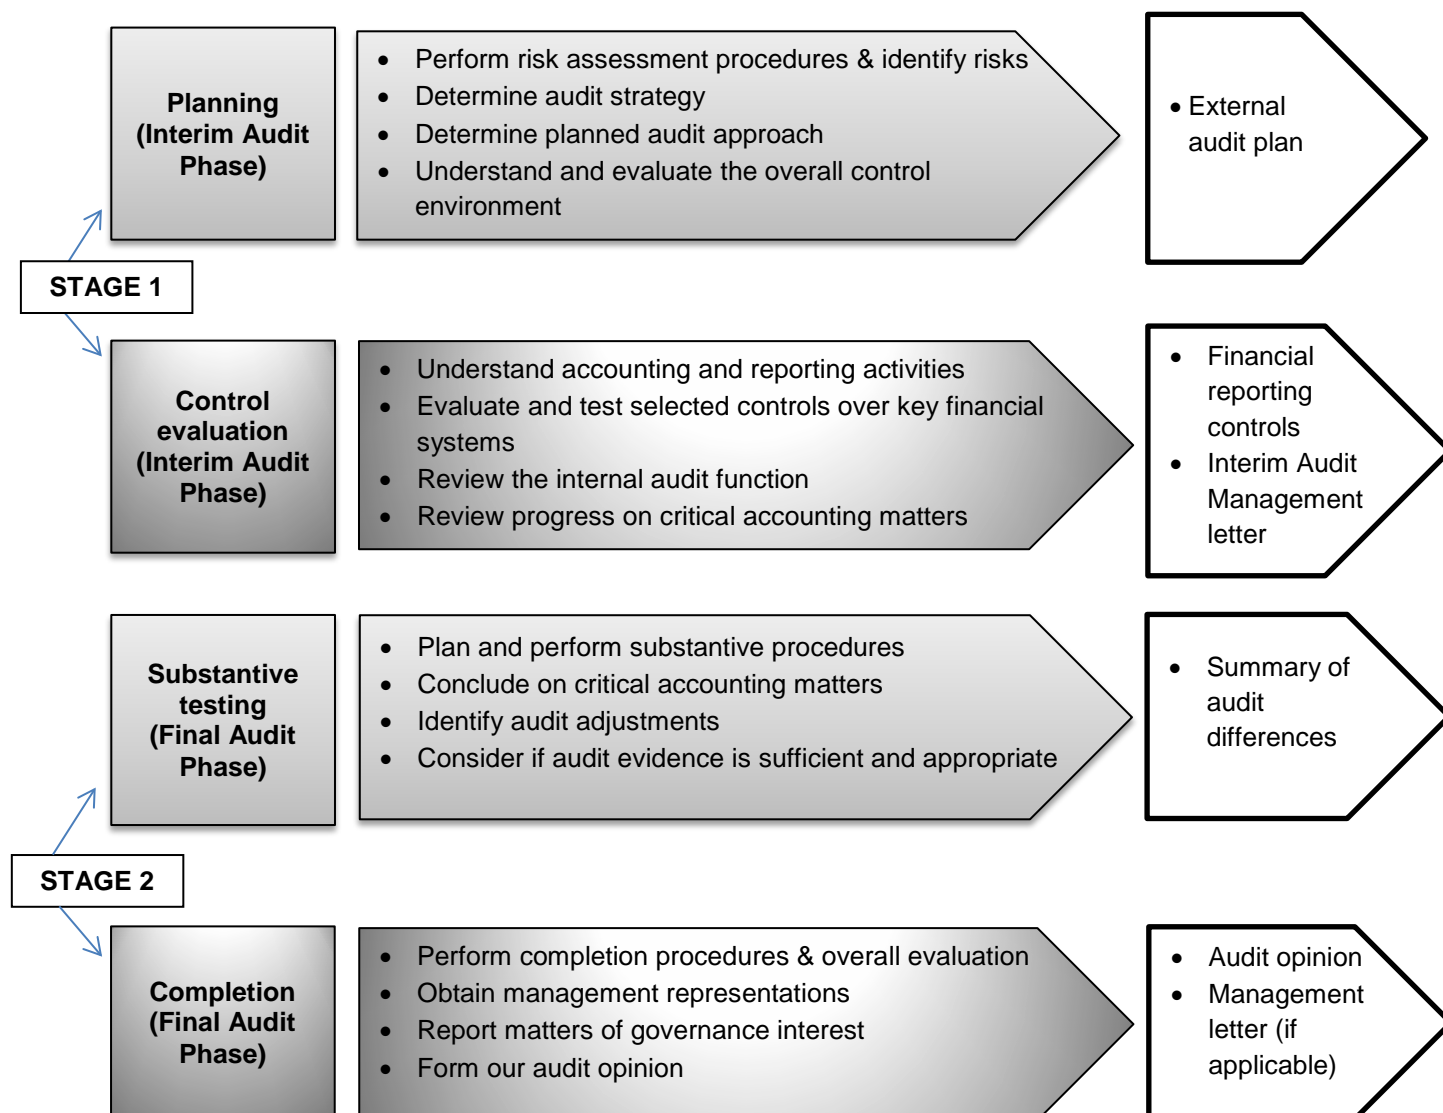 Planning
(Interim Audit
Phase)
• Perform risk assessment procedures & identify risks
• Determine audit strategy
• Determine planned audit approach
• Understand and evaluate the overall control
environment
• External
audit plan
STAGE 1
Control
evaluation
(Interim Audit
Phase)
• Understand accounting and reporting activities
• Evaluate and test selected controls over key financial
systems
• Review the internal audit function
• Review progress on critical accounting matters
• Financial
reporting
controls
• Interim Audit
Management
letter
Substantive
testing
(Final Audit
Phase)
• Plan and perform substantive procedures
• Conclude on critical accounting matters
• Identify audit adjustments
• Consider if audit evidence is sufficient and appropriate
• Summary of
audit
differences
STAGE 2
Completion
(Final Audit
Phase)
• Perform completion procedures & overall evaluation
• Obtain management representations
• Report matters of governance interest
• Form our audit opinion
• Audit opinion
• Management
letter (if
applicable)